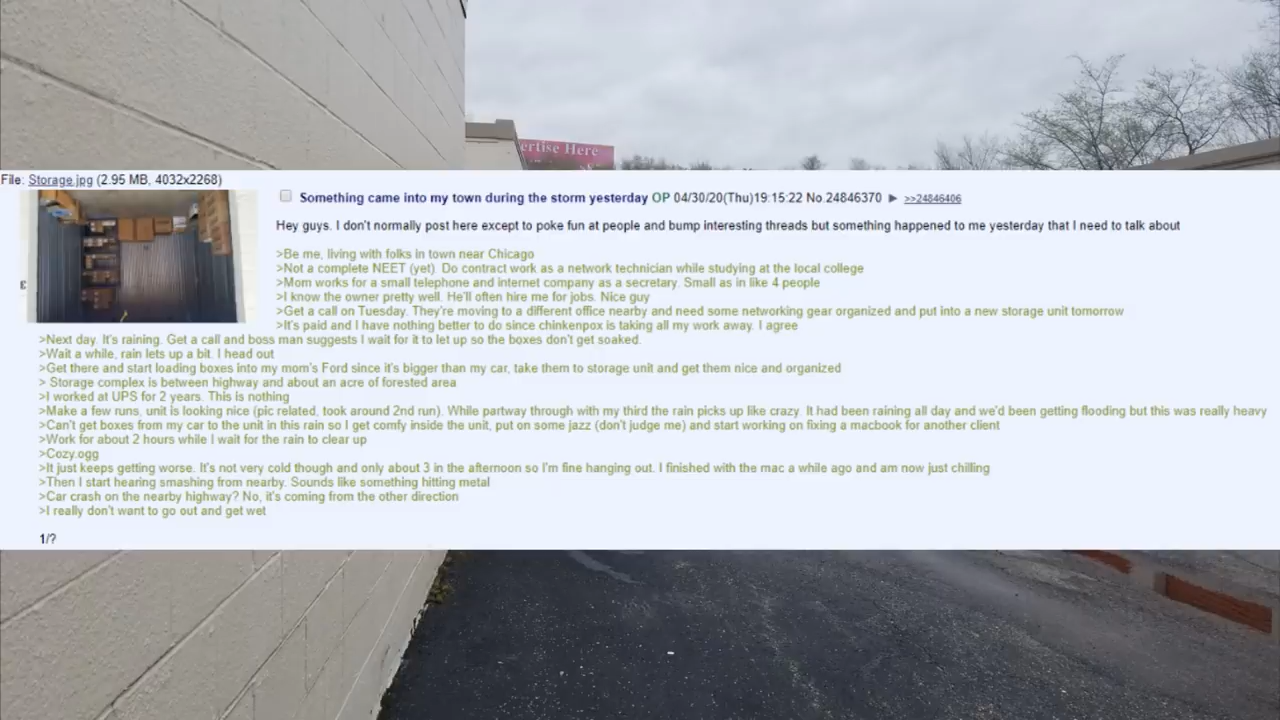 ertise Here
File: Storage.jpg (2.95 MB, 4032x2268)
Something came into my town during the storm yesterday OP 04/30/20(Thu)19:15:22 No.24846370 ▶ >>24846406
Hey guys. I don't normally post here except to poke fun at people and bump interesting threads but something happened to me yesterday that I need to talk about
>Be me, living with folks in town near Chicago
>Not a complete NEET (yet). Do contract work as a network technician while studying at the local college
>Mom works for a small telephone and internet company as a secretary. Small as in like 4 people
>I know the owner pretty well. He'll often hire me for jobs. Nice guy
>Get a call on Tuesday. They're moving to a different office nearby and need some networking gear organized and put into a new storage unit tomorrow
>It's paid and I have nothing better to do since chinkenpox is taking all my work away. I agree
>Next day. It's raining. Get a call and boss man suggests I wait for it to let up so the boxes don't get soaked.
>Wait a while, rain lets up a bit. I head out
>Get there and start loading boxes into my mom's Ford since it's bigger than my car, take them to storage unit and get them nice and organized
> Storage complex is between highway and about an acre of forested area
>I worked at UPS for 2 years. This is nothing
>Make a few runs, unit is looking nice (pic related, took around 2nd run). While partway through with my third the rain picks up like crazy. It had been raining all day and we'd been getting flooding but this was really heavy
>Can't get boxes from my car to the unit in this rain so I get comfy inside the unit, put on some jazz (don't judge me) and start working on fixing a macbook for another client
>Work for about 2 hours while I wait for the rain to clear up
>Cozy.ogg
>It just keeps getting worse. It's not very cold though and only about 3 in the afternoon so I'm fine hanging out. I finished with the mac a while ago and am now just chilling
>Then I start hearing smashing from nearby. Sounds like something hitting metal
>Car crash on the nearby highway? No, it's coming from the other direction
>I really don't want to go out and get wet
1/?